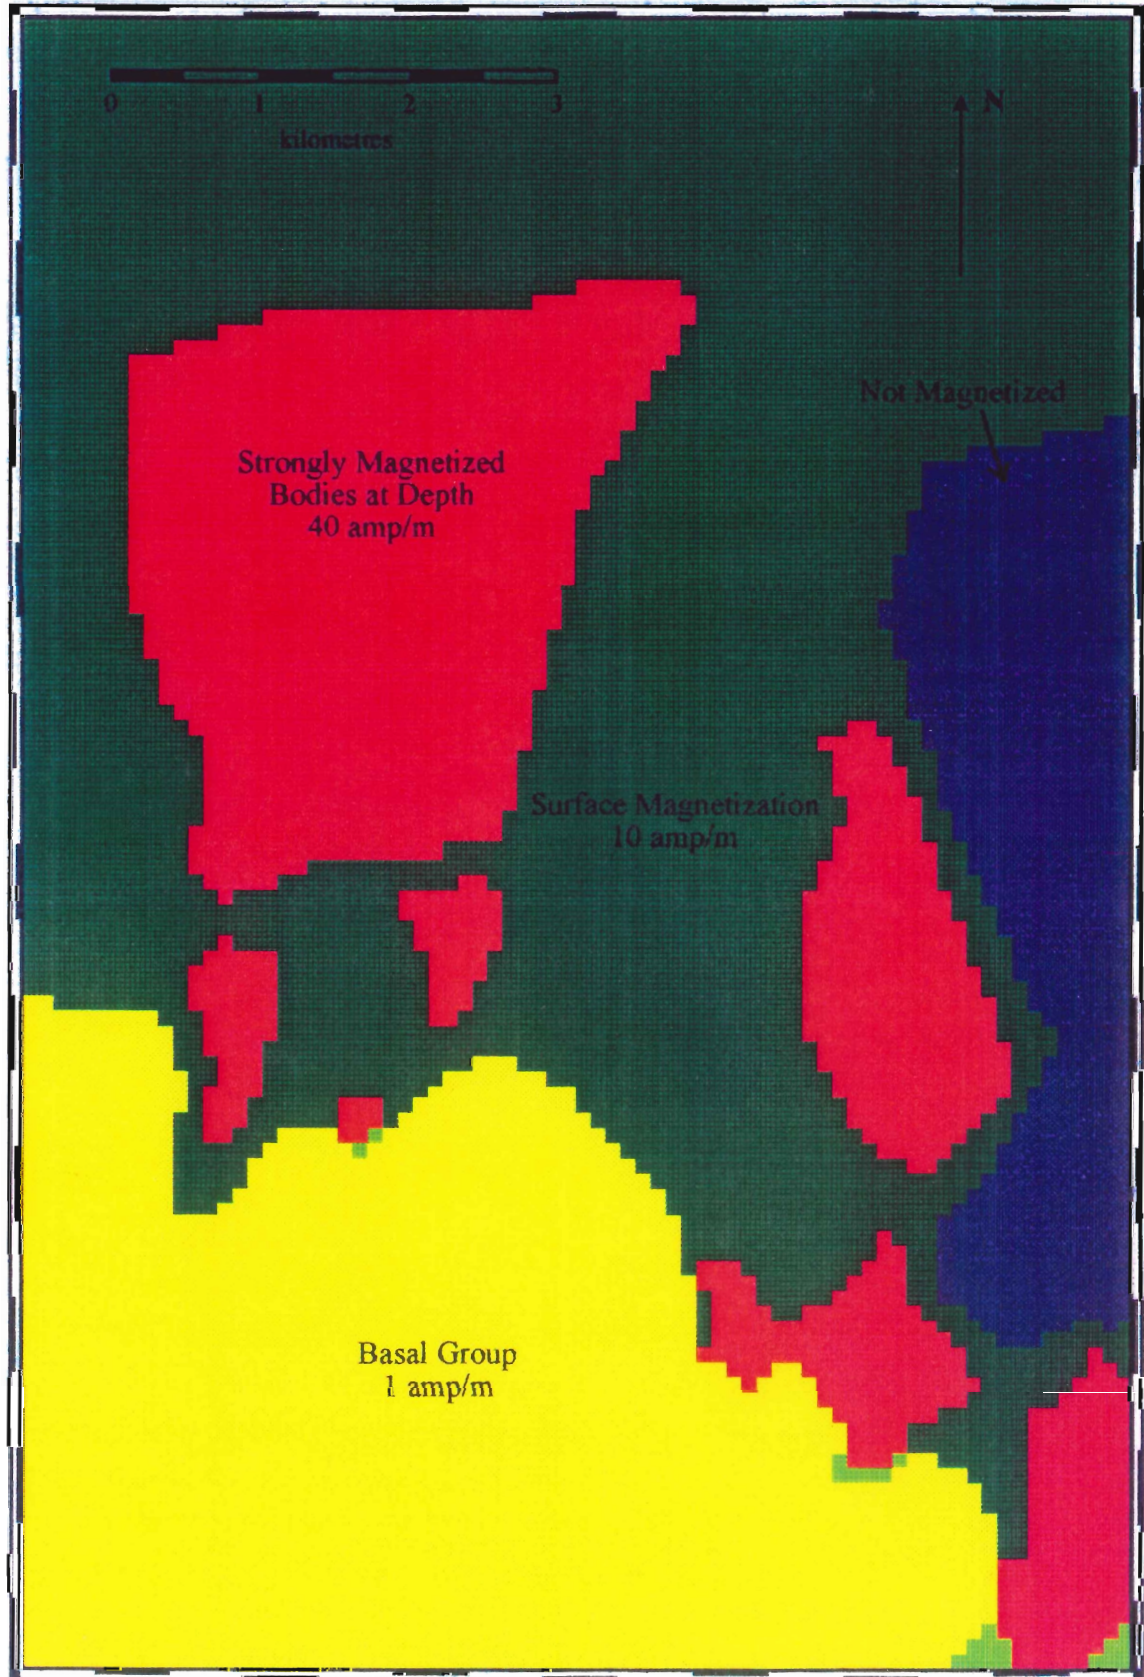 0 1 2 3
kilometres
N
Not Magnetized
Strongly Magnetized
Bodies at Depth
40 amp/m
Surface Magnetization
10 amp/m
Basal Group
1 amp/m